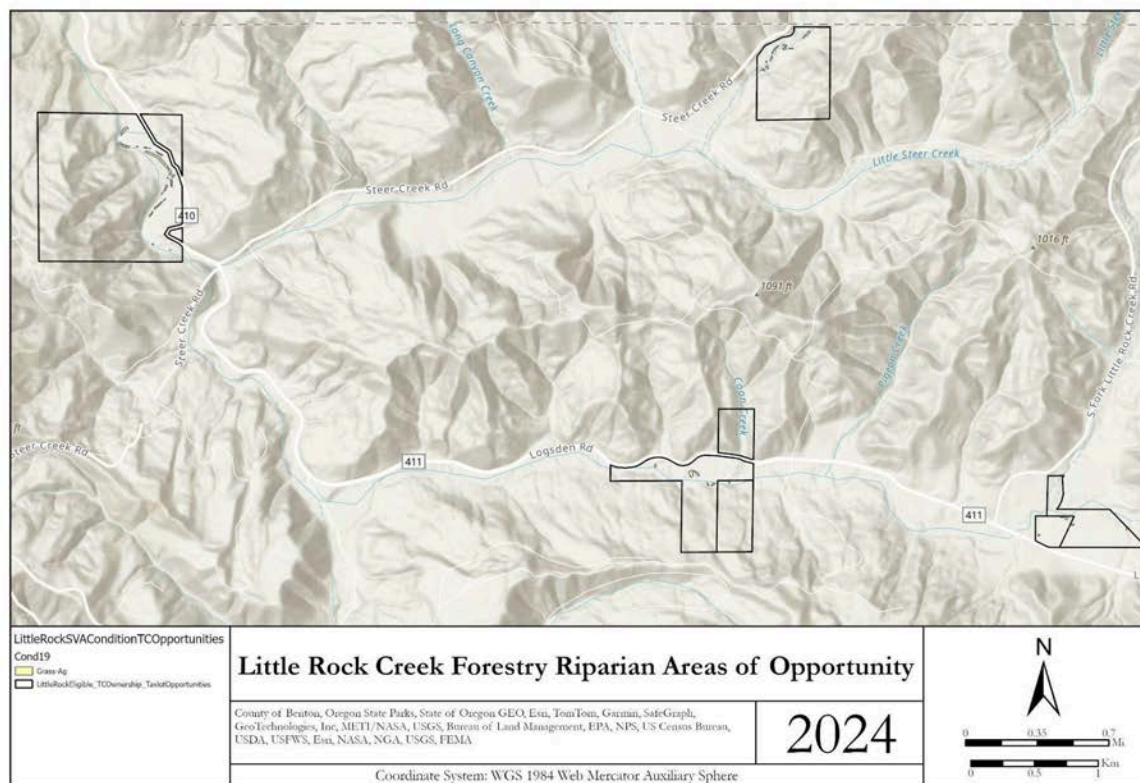 Long Canyon Creek
Little Steer
Steer Creek Rd
Little Steer Creek
Steer Creek Rd
410
1016 ft
1091 ft
S Fork Little Rock Creek Rd
Steer Creek Rd
Coon Creek
ft
Steer Creek Rd
Logsden Rd
411
411
L
LittleRockSVAConditionTCOpportunities
Cond19
Grass-Ag
LittleRockEligible_TCOwnership_TaxlotOpportunities
Little Rock Creek Forestry Riparian Areas of Opportunity
County of Benton, Oregon State Parks, State of Oregon GEO, Esri, TomTom, Garmin, SafeGraph,
GeoTechnologies, Inc, METI/NASA, USGS, Bureau of Land Management, EPA, NPS, US Census Bureau,
USDA, USFWS, Esri, NASA, NGA, USGS, FEMA
2024
Coordinate System: WGS 1984 Web Mercator Auxiliary Sphere
N
0 0.35 0.7
Mi
Km
0 0.5 1